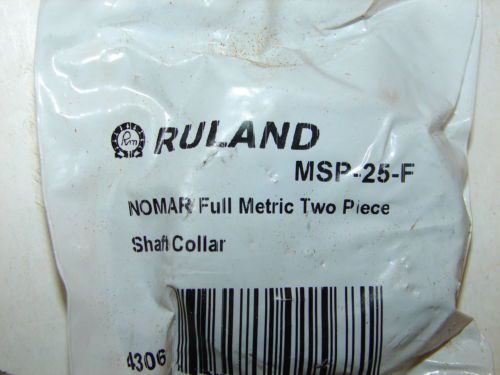 RULAND
MSP-25-F
NOMAR Full Metric Two Piece
Shaft Collar
4306